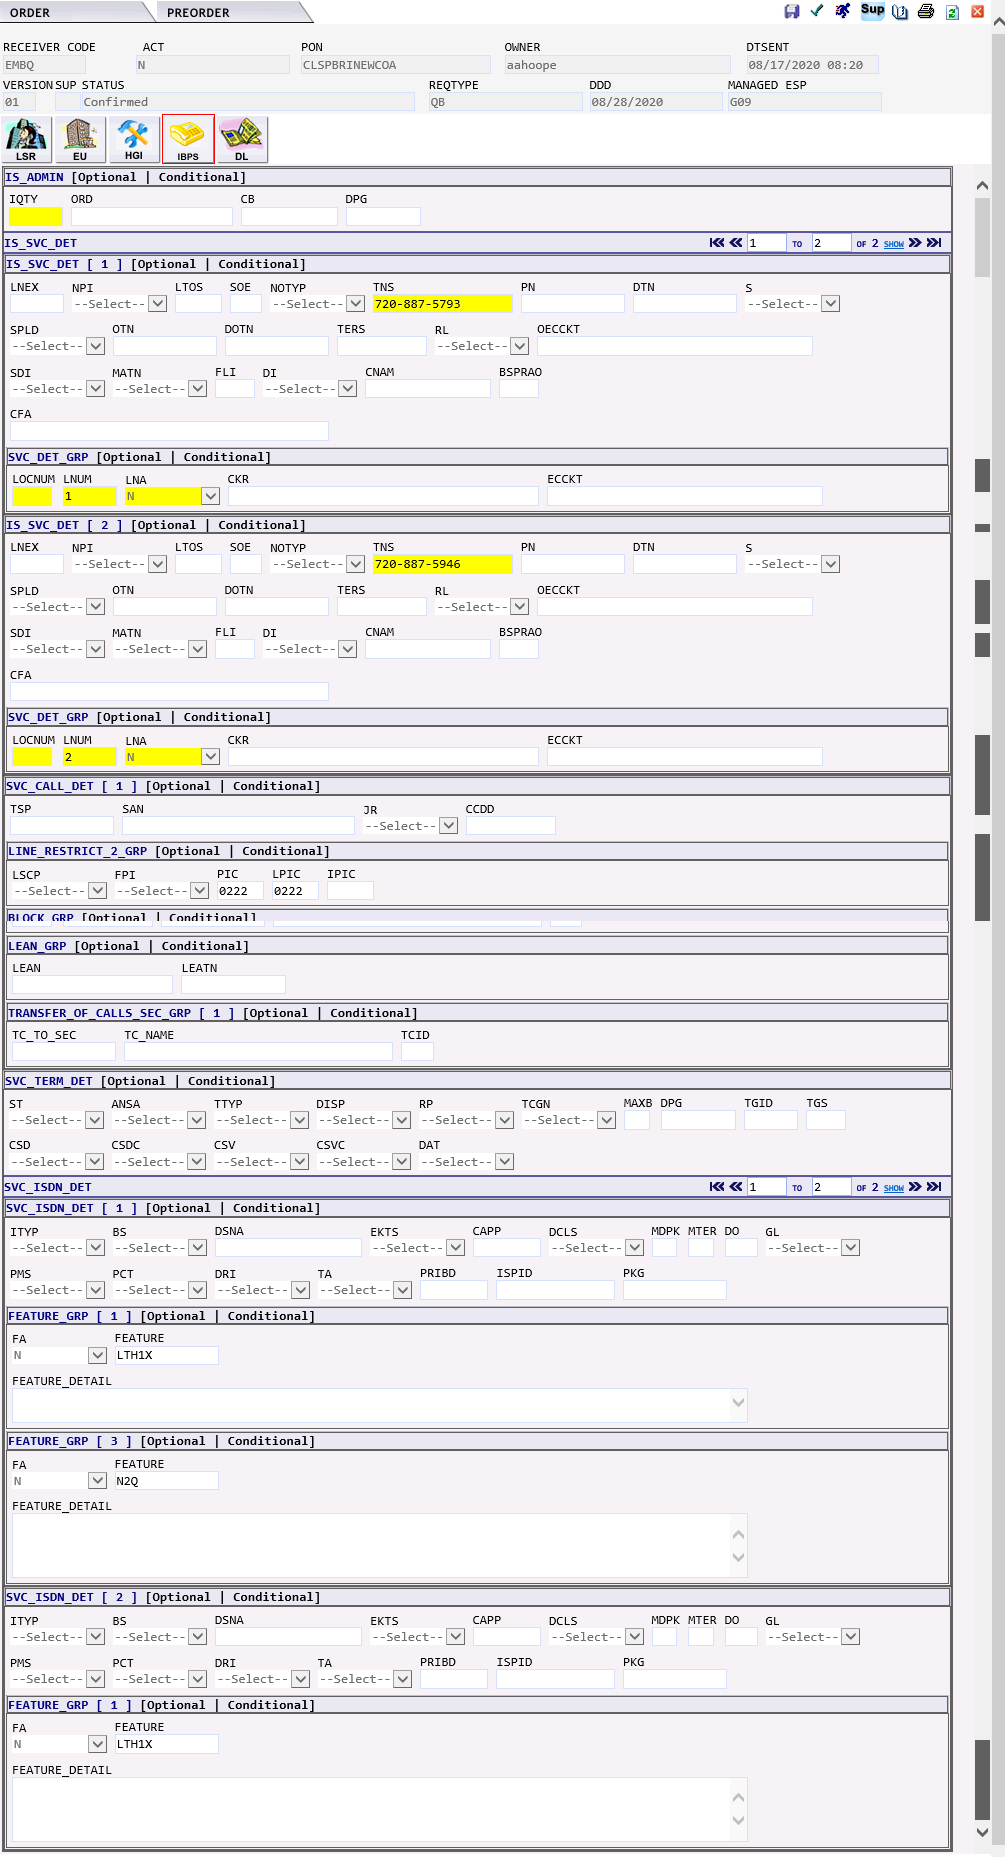 ORDER PREORDER
Sup
RECEIVER CODE ACT PON OWNER DTSENT
EMBQ N CLSPBRINEWCOA aahoope 08/17/2020 08:20
VERSION SUP STATUS REQTYPE DDD MANAGED ESP
01 Confirmed QB 08/28/2020 G09
LSR EU HGI IBPS DL
IS_ADMIN [Optional | Conditional]
IQTY ORD CB DPG
IS_SVC_DET 1 TO 2 OF 2 SHOW
IS_SVC_DET [ 1 ] [Optional | Conditional]
LNEX NPI LTOS SOE NOTYP TNS PN DTN S
--Select-- --Select-- 720-887-5793 --Select--
SPLD OTN DOTN TERS RL OECCKT
--Select-- --Select--
SDI MATN FLI DI CNAM BSPRAO
--Select-- --Select-- --Select--
CFA
SVC_DET_GRP [Optional | Conditional]
LOCNUM LNUM LNA CKR ECCKT
1 N
IS_SVC_DET [ 2 ] [Optional | Conditional]
LNEX NPI LTOS SOE NOTYP TNS PN DTN S
--Select-- --Select-- 720-887-5946 --Select--
SPLD OTN DOTN TERS RL OECCKT
--Select-- --Select--
SDI MATN FLI DI CNAM BSPRAO
--Select-- --Select-- --Select--
CFA
SVC_DET_GRP [Optional | Conditional]
LOCNUM LNUM LNA CKR ECCKT
2 N
SVC_CALL_DET [ 1 ] [Optional | Conditional]
TSP SAN JR CCDD
--Select--
LINE_RESTRICT_2_GRP [Optional | Conditional]
LSCP FPI PIC LPIC IPIC
--Select-- --Select-- 0222 0222
BLOCK_GRP [Optional | Conditional]
LEAN_GRP [Optional | Conditional]
LEAN LEATN
TRANSFER_OF_CALLS_SEC_GRP [ 1 ] [Optional | Conditional]
TC_TO_SEC TC_NAME TCID
SVC_TERM_DET [Optional | Conditional]
ST ANSA TTYP DISP RP TCGN MAXB DPG TGID TGS
--Select-- --Select-- --Select-- --Select-- --Select-- --Select--
CSD CSDC CSV CSVC DAT
--Select-- --Select-- --Select-- --Select-- --Select--
SVC_ISDN_DET 1 TO 2 OF 2 SHOW
SVC_ISDN_DET [ 1 ] [Optional | Conditional]
ITYP BS DSNA EKTS CAPP DCLS MDPK MTER DO GL
--Select-- --Select-- --Select-- --Select-- --Select--
PMS PCT DRI TA PRIBD ISPID PKG
--Select-- --Select-- --Select-- --Select--
FEATURE_GRP [ 1 ] [Optional | Conditional]
FA FEATURE
N LTH1X
FEATURE_DETAIL
FEATURE_GRP [ 3 ] [Optional | Conditional]
FA FEATURE
N N2Q
FEATURE_DETAIL
SVC_ISDN_DET [ 2 ] [Optional | Conditional]
ITYP BS DSNA EKTS CAPP DCLS MDPK MTER DO GL
--Select-- --Select-- --Select-- --Select-- --Select--
PMS PCT DRI TA PRIBD ISPID PKG
--Select-- --Select-- --Select-- --Select--
FEATURE_GRP [ 1 ] [Optional | Conditional]
FA FEATURE
N LTH1X
FEATURE_DETAIL